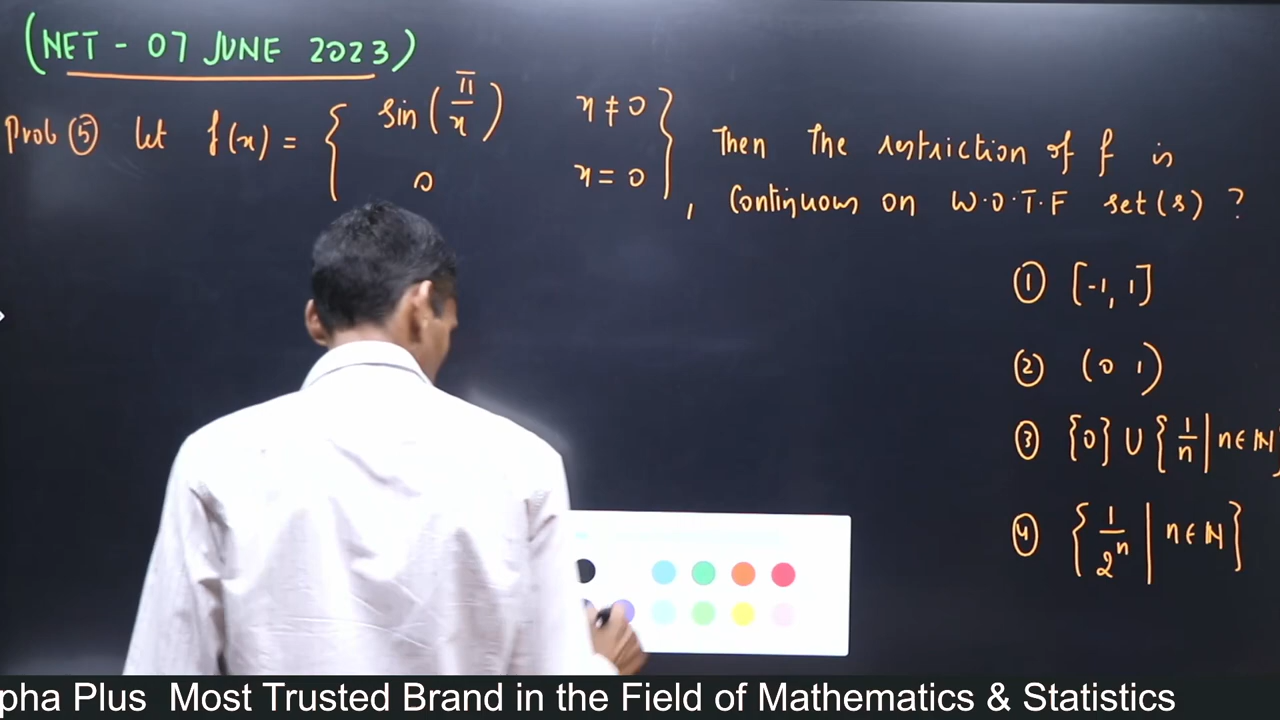 (NET - 07 JUNE 2023)
Prob ⑤ Let f(x) = { sin(π/x) x ≠ 0
0 x = 0 } , Then The restriction of f is
Continuous on W.O.T.F set(s) ?
① [-1, 1]
② (0 1)
③ {0} ∪ {1/n | n ∈ ℕ}
④ {1/2ⁿ | n ∈ ℕ}
pha Plus Most Trusted Brand in the Field of Mathematics & Statistics